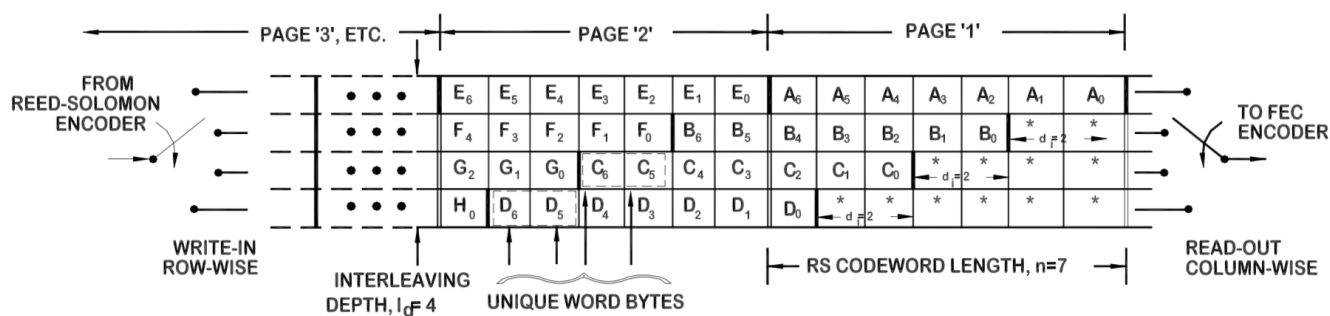 PAGE '3', ETC. PAGE '2' PAGE '1'
FROM
REED-SOLOMON
ENCODER
E6 E5 E4 E3 E2 E1 E0 A6 A5 A4 A3 A2 A1 A0
F4 F3 F2 F1 F0 B6 B5 B4 B3 B2 B1 B0 * di=2 *
G2 G1 G0 C6 C5 C4 C3 C2 C1 C0 * di=2 * * *
H0 D6 D5 D4 D3 D2 D1 D0 * di=2 * * * * *
TO FEC
ENCODER
WRITE-IN
ROW-WISE
INTERLEAVING
DEPTH, Id= 4
UNIQUE WORD BYTES
RS CODEWORD LENGTH, n=7
READ-OUT
COLUMN-WISE